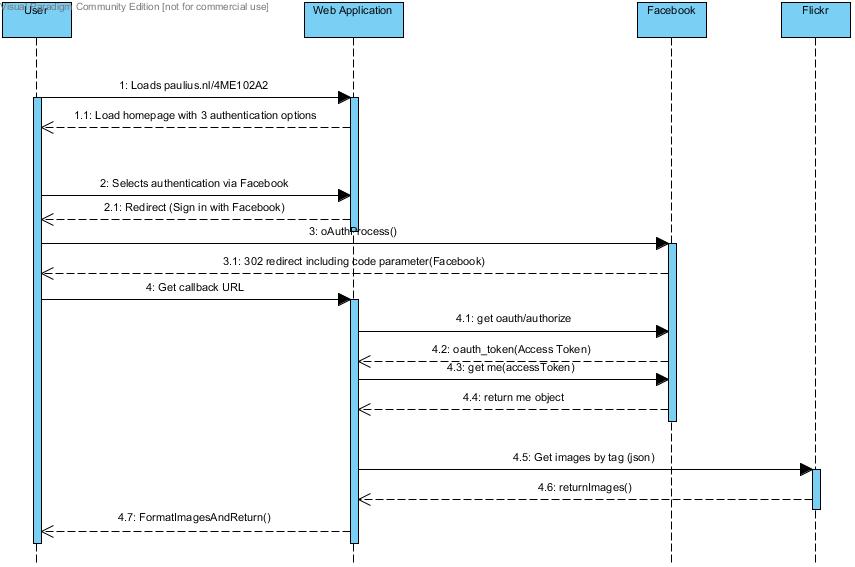 Visual Paradigm Community Edition [not for commercial use]
User
Web Application
Facebook
Flickr
1: Loads paulius.nl/4ME102A2
1.1: Load homepage with 3 authentication options
2: Selects authentication via Facebook
2.1: Redirect (Sign in with Facebook)
3: oAuthProcess()
3.1: 302 redirect including code parameter(Facebook)
4: Get callback URL
4.1: get oauth/authorize
4.2: oauth_token(Access Token)
4.3: get me(accessToken)
4.4: return me object
4.5: Get images by tag (json)
4.6: returnImages()
4.7: FormatImagesAndReturn()